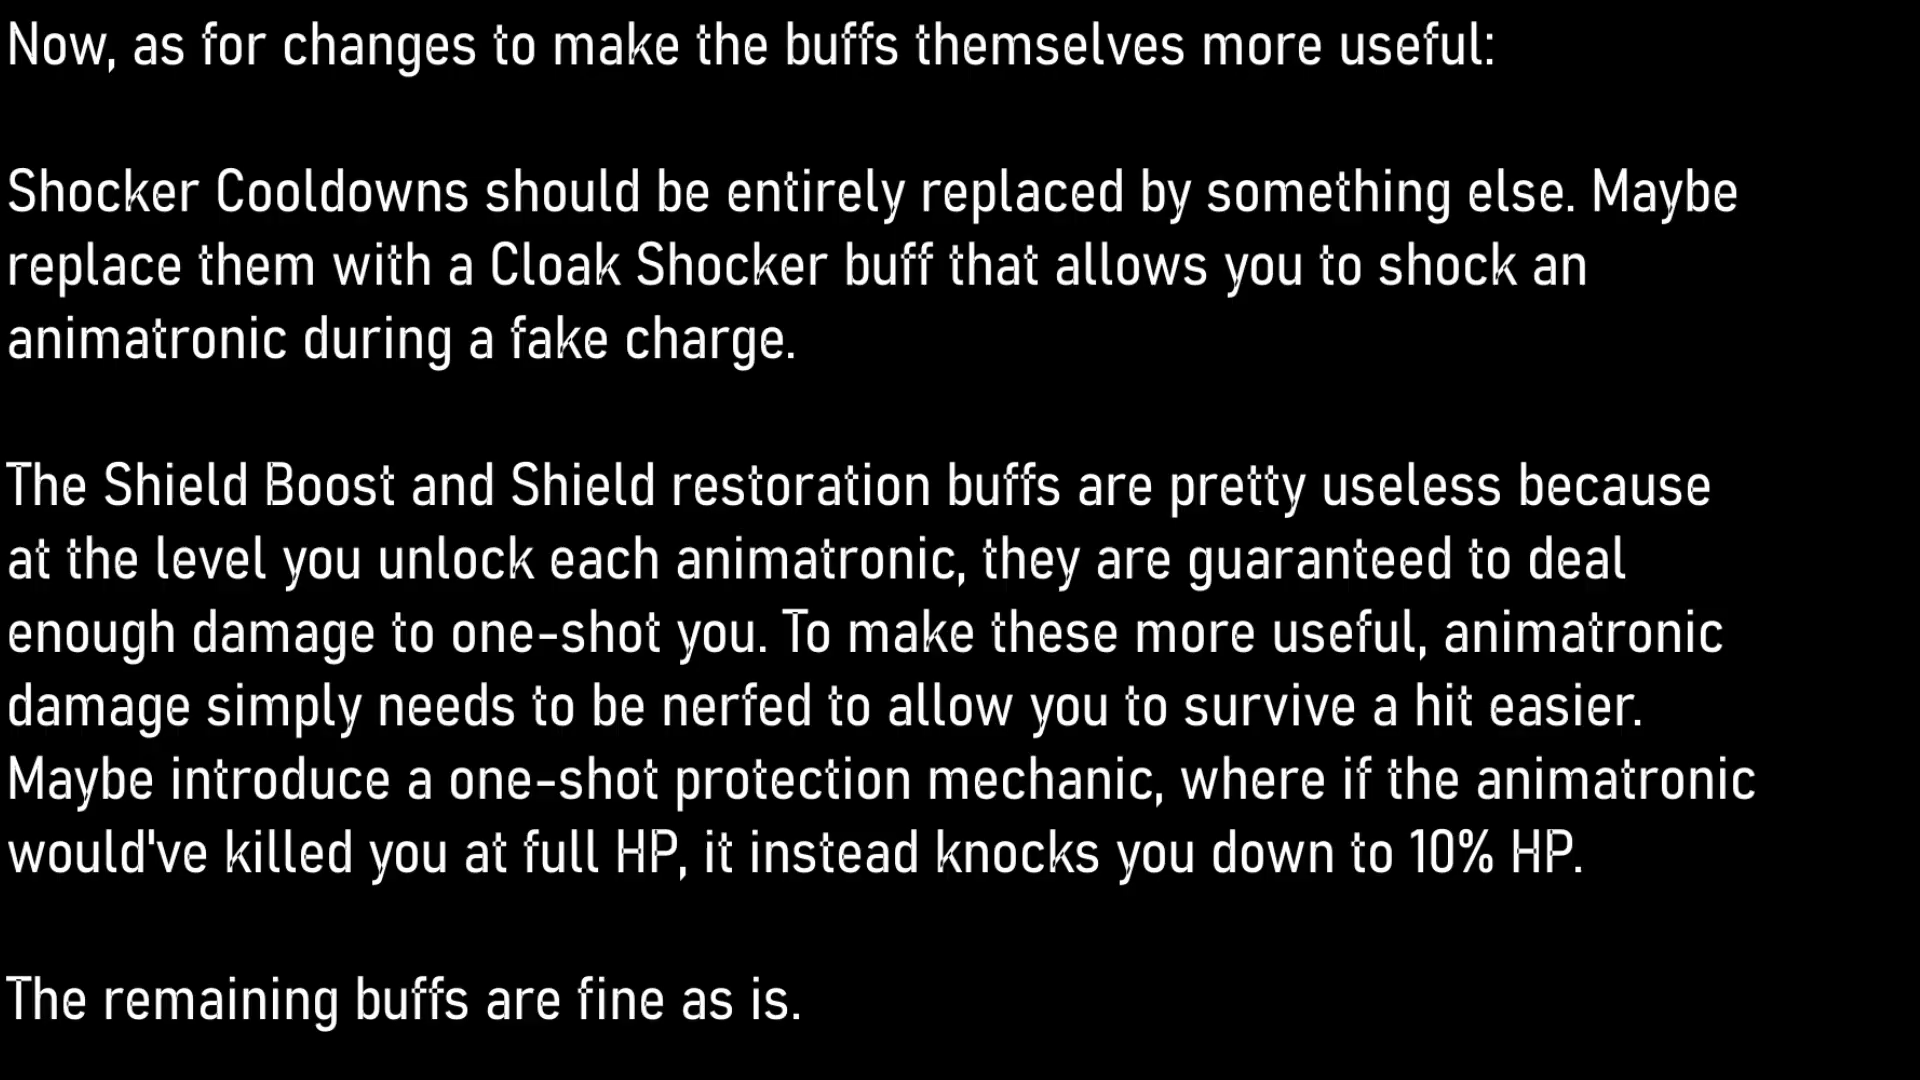 Now, as for changes to make the buffs themselves more useful:
Shocker Cooldowns should be entirely replaced by something else. Maybe
replace them with a Cloak Shocker buff that allows you to shock an
animatronic during a fake charge.
The Shield Boost and Shield restoration buffs are pretty useless because
at the level you unlock each animatronic, they are guaranteed to deal
enough damage to one-shot you. To make these more useful, animatronic
damage simply needs to be nerfed to allow you to survive a hit easier.
Maybe introduce a one-shot protection mechanic, where if the animatronic
would've killed you at full HP, it instead knocks you down to 10% HP.
The remaining buffs are fine as is.